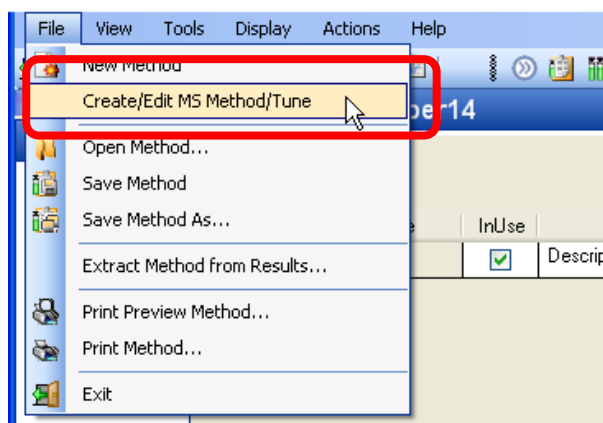 File View Tools Display Actions Help
New Method
Create/Edit MS Method/Tune
14
Open Method...
Save Method
Save Method As...
InUse
Extract Method from Results...
Print Preview Method...
Print Method...
Exit